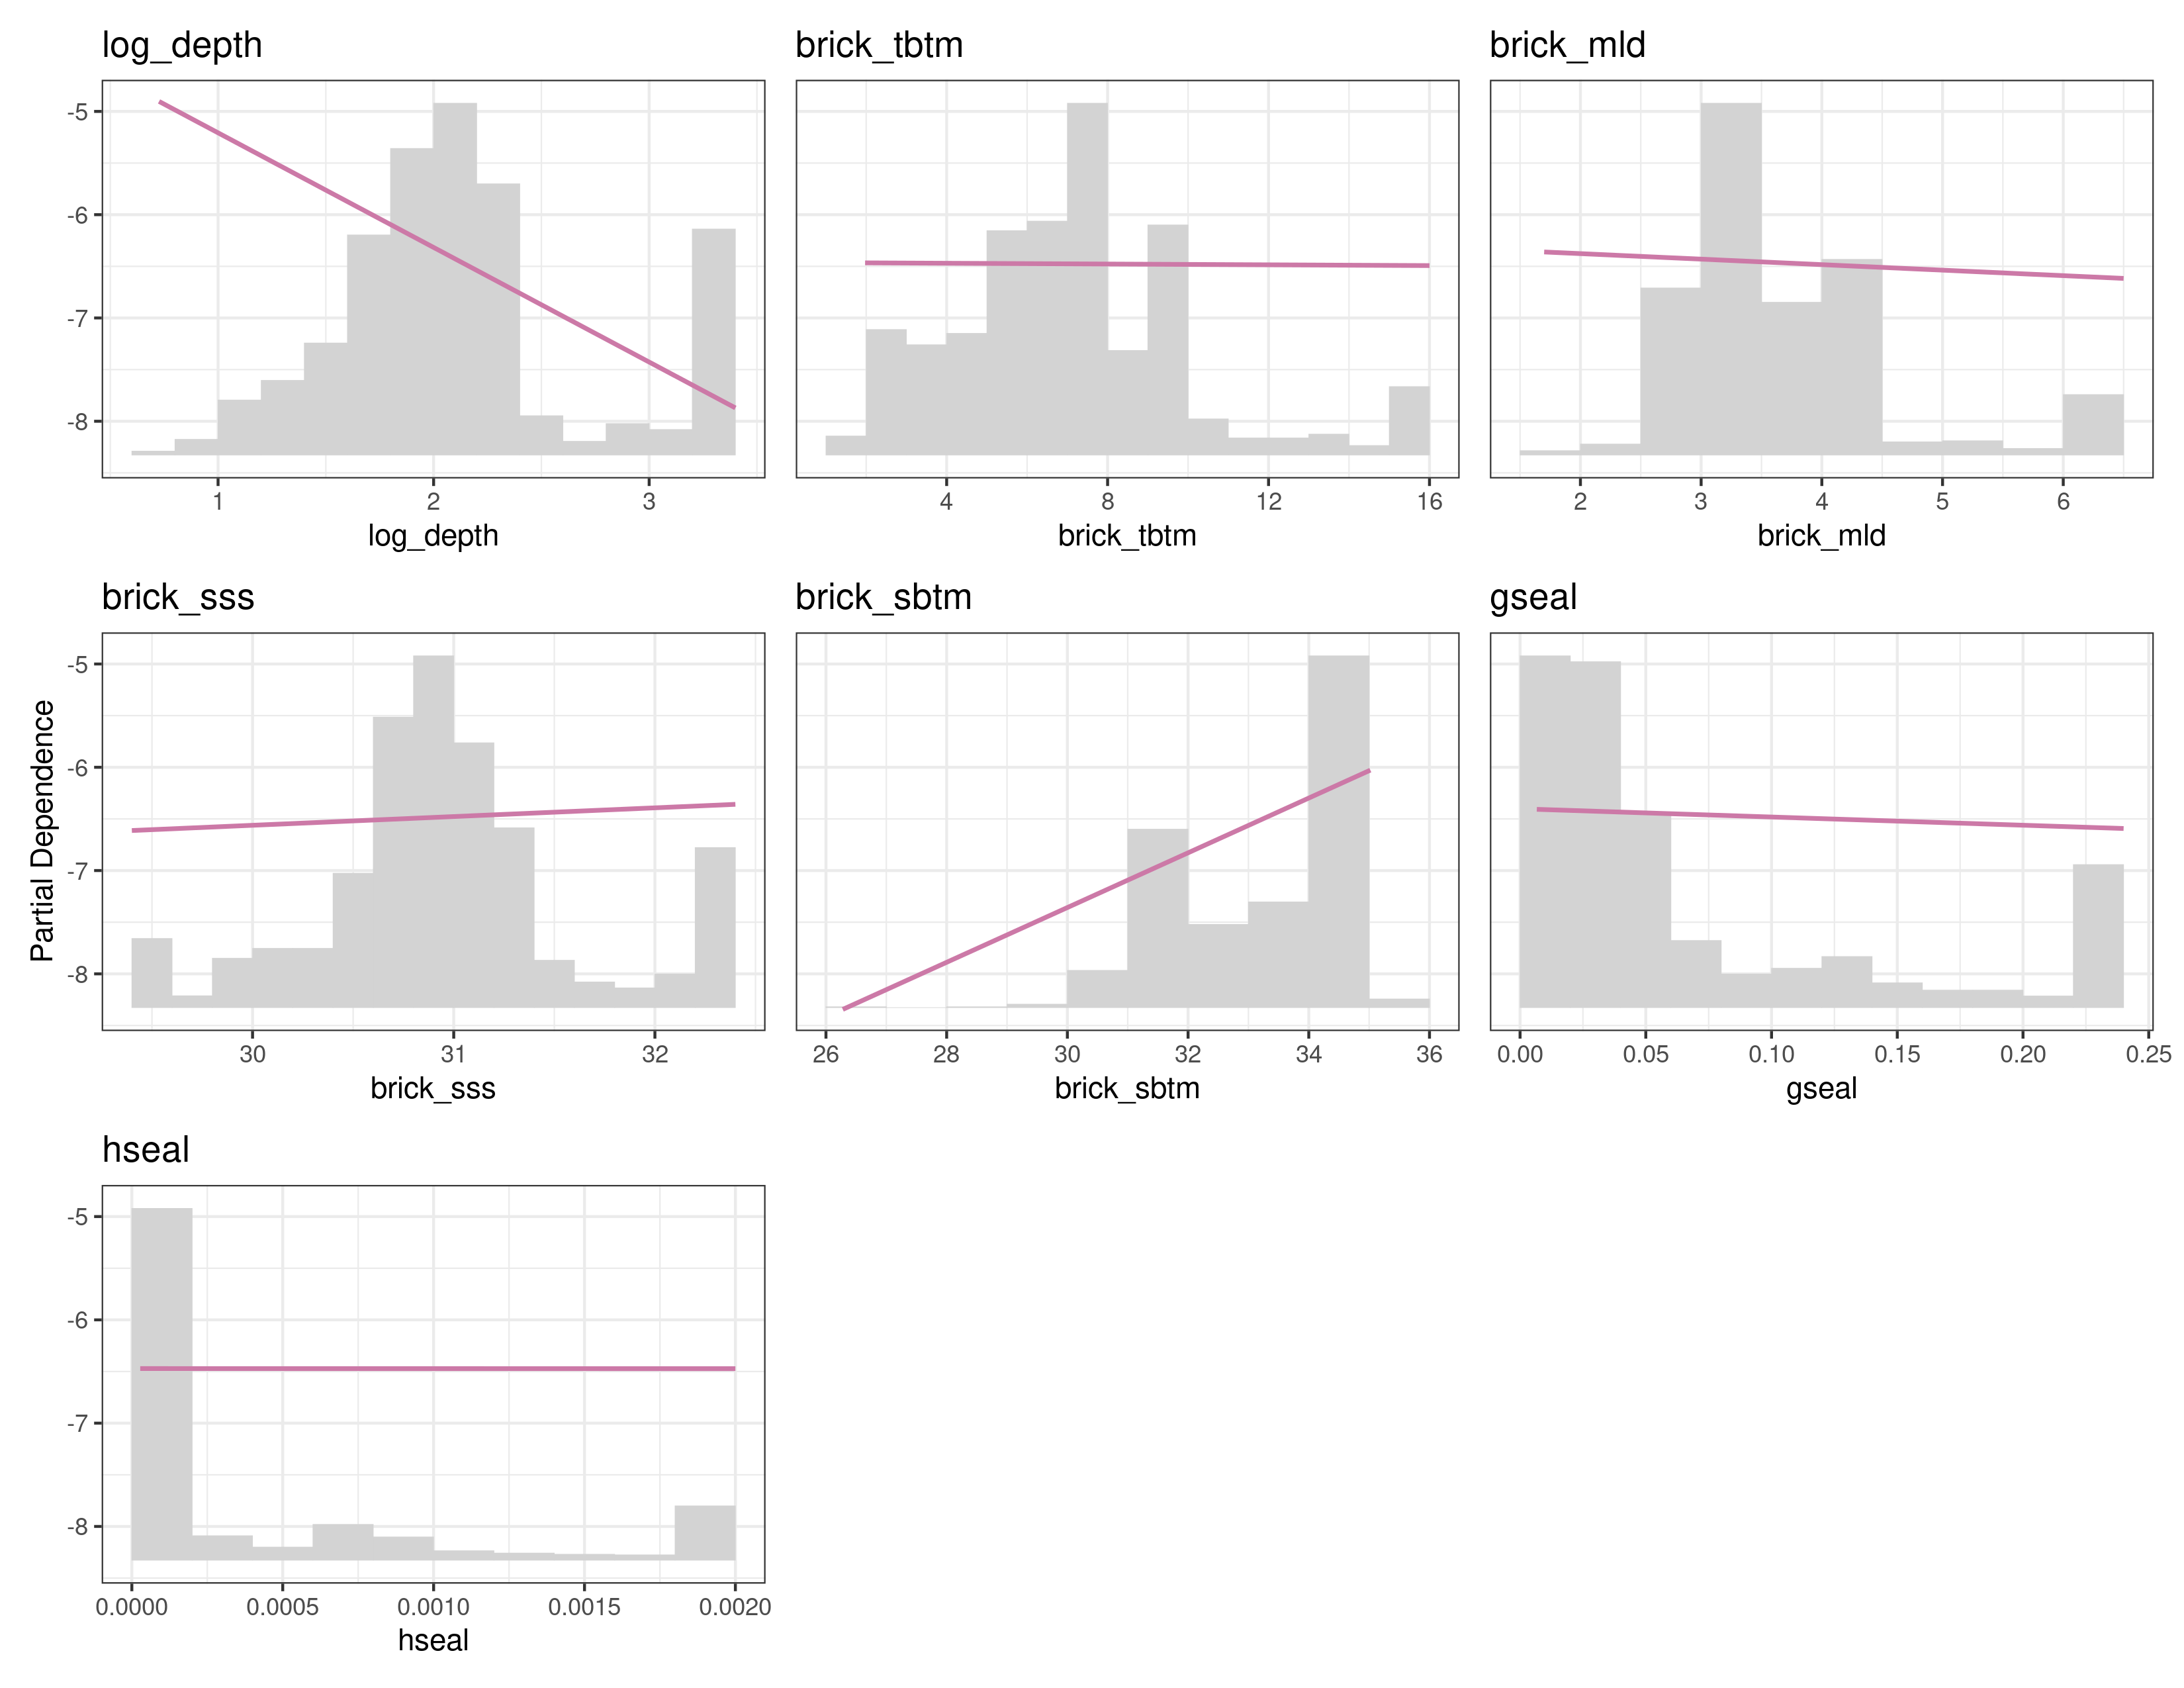 log_depth
brick_tbtm
brick_mld
-5
-6
-7
-8
1 2 3
4 8 12 16
2 3 4 5 6
log_depth
brick_tbtm
brick_mld
brick_sss
brick_sbtm
gseal
Partial Dependence
-5
-6
-7
-8
30 31 32
26 28 30 32 34 36
0.00 0.05 0.10 0.15 0.20 0.25
brick_sss
brick_sbtm
gseal
hseal
-5
-6
-7
-8
0.0000 0.0005 0.0010 0.0015 0.0020
hseal